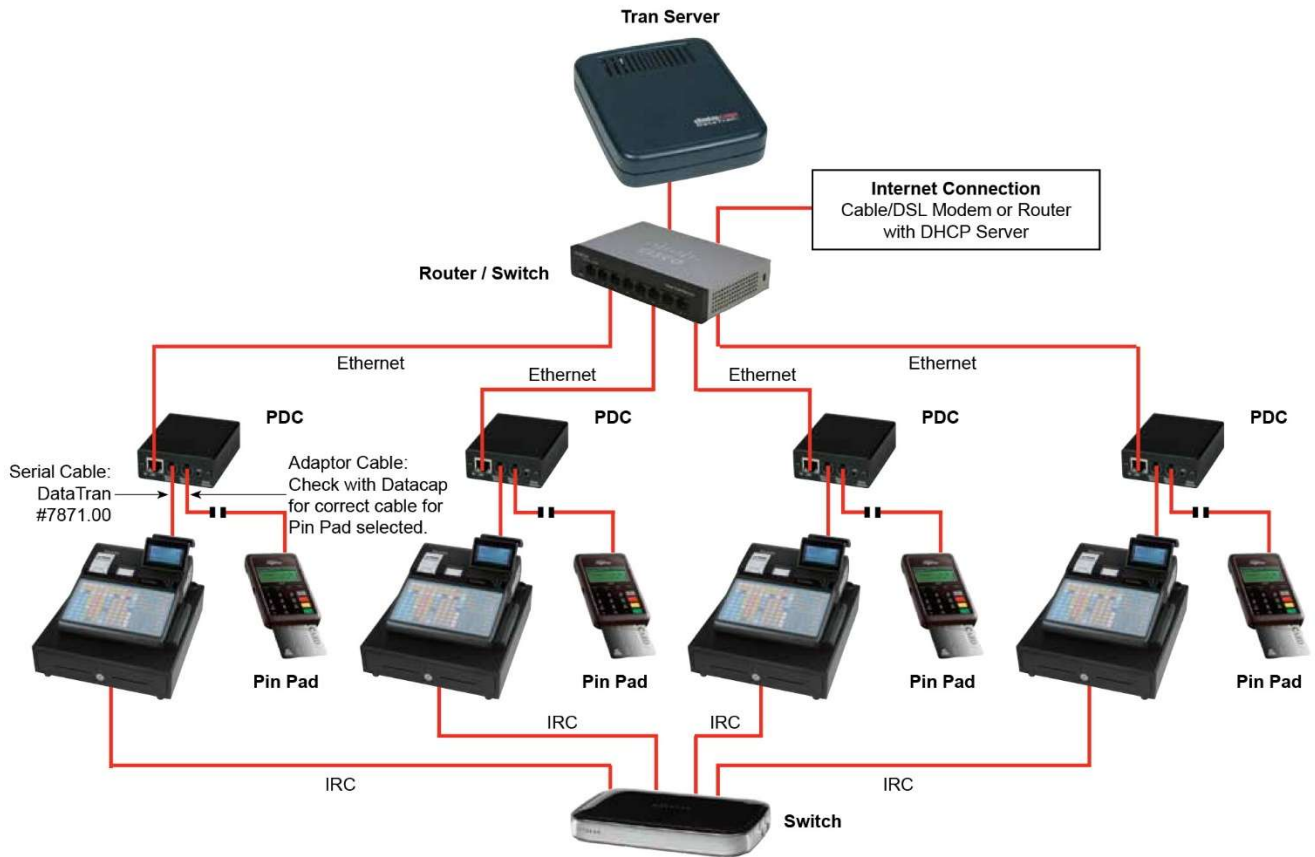 Tran Server
Internet Connection
Cable/DSL Modem or Router
with DHCP Server
Router / Switch
Ethernet
Ethernet
Ethernet
Ethernet
PDC
PDC
PDC
PDC
Serial Cable:
DataTran
#7871.00
Adaptor Cable:
Check with Datacap
for correct cable for
Pin Pad selected.
Pin Pad
Pin Pad
Pin Pad
Pin Pad
IRC
IRC
IRC
IRC
Switch